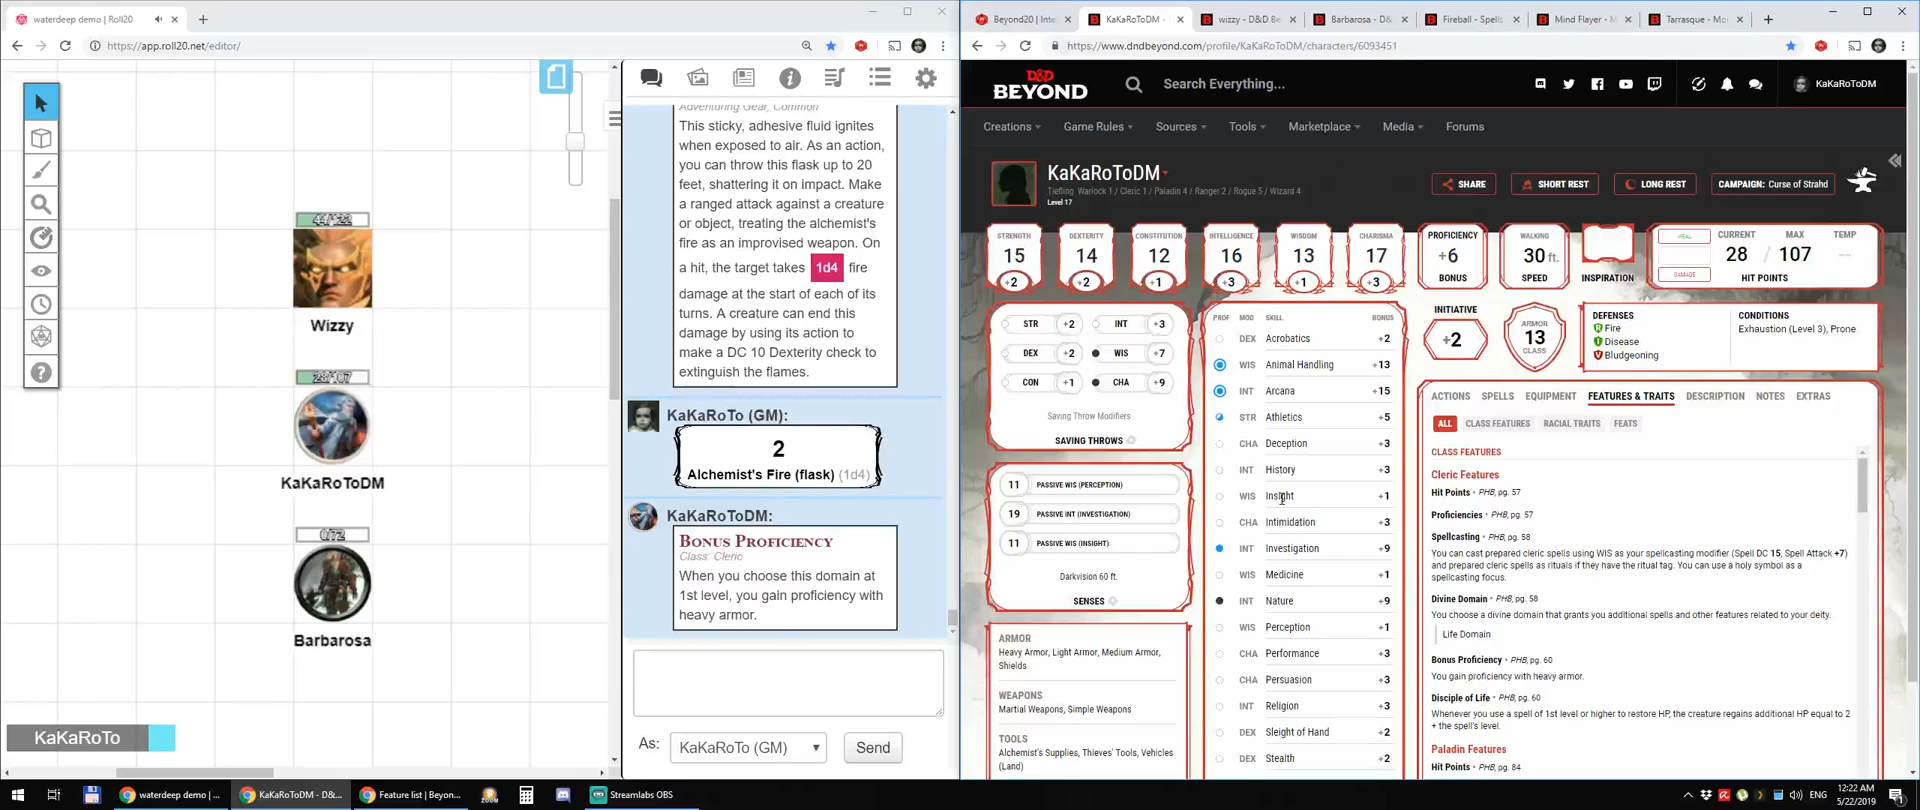 waterdeep demo | Roll20
https://app.roll20.net/editor/
44/122
Wizzy
28/107
KaKaRoToDM
0/72
Barbarosa
KaKaRoTo
Adventuring Gear, Common
This sticky, adhesive fluid ignites
when exposed to air. As an action,
you can throw this flask up to 20
feet, shattering it on impact. Make
a ranged attack against a creature
or object, treating the alchemist's
fire as an improvised weapon. On
a hit, the target takes 1d4 fire
damage at the start of each of its
turns. A creature can end this
damage by using its action to
make a DC 10 Dexterity check to
extinguish the flames.
KaKaRoTo (GM):
2
Alchemist's Fire (flask) (1d4)
KaKaRoToDM:
Bonus Proficiency
Class: Cleric
When you choose this domain at
1st level, you gain proficiency with
heavy armor.
As: KaKaRoTo (GM) Send
Beyond20 | Int
KaKaRoToDM -
wizzy - D&D Be
Barbarosa - D&
Fireball - Spells
Mind Flayer - M
Tarrasque - Mo
https://www.dndbeyond.com/profile/KaKaRoToDM/characters/6093451
D&D
BEYOND
Search Everything...
KaKaRoToDM
Creations Game Rules Sources Tools Marketplace Media Forums
KaKaRoToDM
Tiefling Warlock 1 / Cleric 1 / Paladin 4 / Ranger 2 / Rogue 5 / Wizard 4
Level 17
SHARE SHORT REST LONG REST CAMPAIGN: Curse of Strahd
STRENGTH
15
+2
DEXTERITY
14
+2
CONSTITUTION
12
+1
INTELLIGENCE
16
+3
WISDOM
13
+1
CHARISMA
17
+3
PROFICIENCY
+6
BONUS
WALKING
30 ft.
SPEED
INSPIRATION
HEAL
DAMAGE
CURRENT MAX TEMP
28 / 107 --
HIT POINTS
STR +2 INT +3
DEX +2 WIS +7
CON +1 CHA +9
Saving Throw Modifiers
SAVING THROWS
11 PASSIVE WIS (PERCEPTION)
19 PASSIVE INT (INVESTIGATION)
11 PASSIVE WIS (INSIGHT)
Darkvision 60 ft.
SENSES
ARMOR
Heavy Armor, Light Armor, Medium Armor,
Shields
WEAPONS
Martial Weapons, Simple Weapons
TOOLS
Alchemist's Supplies, Thieves' Tools, Vehicles
(Land)
PROF MOD SKILL BONUS
DEX Acrobatics +2
WIS Animal Handling +13
INT Arcana +15
STR Athletics +5
CHA Deception +3
INT History +3
WIS Insight +1
CHA Intimidation +3
INT Investigation +9
WIS Medicine +1
INT Nature +9
WIS Perception +1
CHA Performance +3
CHA Persuasion +3
INT Religion +3
DEX Sleight of Hand +2
DEX Stealth +2
INITIATIVE
+2
ARMOR
13
CLASS
DEFENSES
Fire
Disease
Bludgeoning
CONDITIONS
Exhaustion (Level 3), Prone
ACTIONS SPELLS EQUIPMENT FEATURES & TRAITS DESCRIPTION NOTES EXTRAS
ALL CLASS FEATURES RACIAL TRAITS FEATS
CLASS FEATURES
Cleric Features
Hit Points • PHB, pg. 57
Proficiencies • PHB, pg. 57
Spellcasting • PHB, pg. 58
You can cast prepared cleric spells using WIS as your spellcasting modifier (Spell DC 15, Spell Attack +7)
and prepared cleric spells as rituals if they have the ritual tag. You can use a holy symbol as a
spellcasting focus.
Divine Domain • PHB, pg. 58
You choose a divine domain that grants you additional spells and other features related to your deity.
Life Domain
Bonus Proficiency • PHB, pg. 60
You gain proficiency with heavy armor.
Disciple of Life • PHB, pg. 60
Whenever you use a spell of 1st level or higher to restore HP, the creature regains additional HP equal to 2
+ the spell's level.
Paladin Features
Hit Points • PHB, pg. 84
waterdeep demo | ...
KaKaRoToDM - D&...
Feature list | Beyon...
ZOOM
Streamlabs OBS
ENG
12:22 AM
5/22/2019